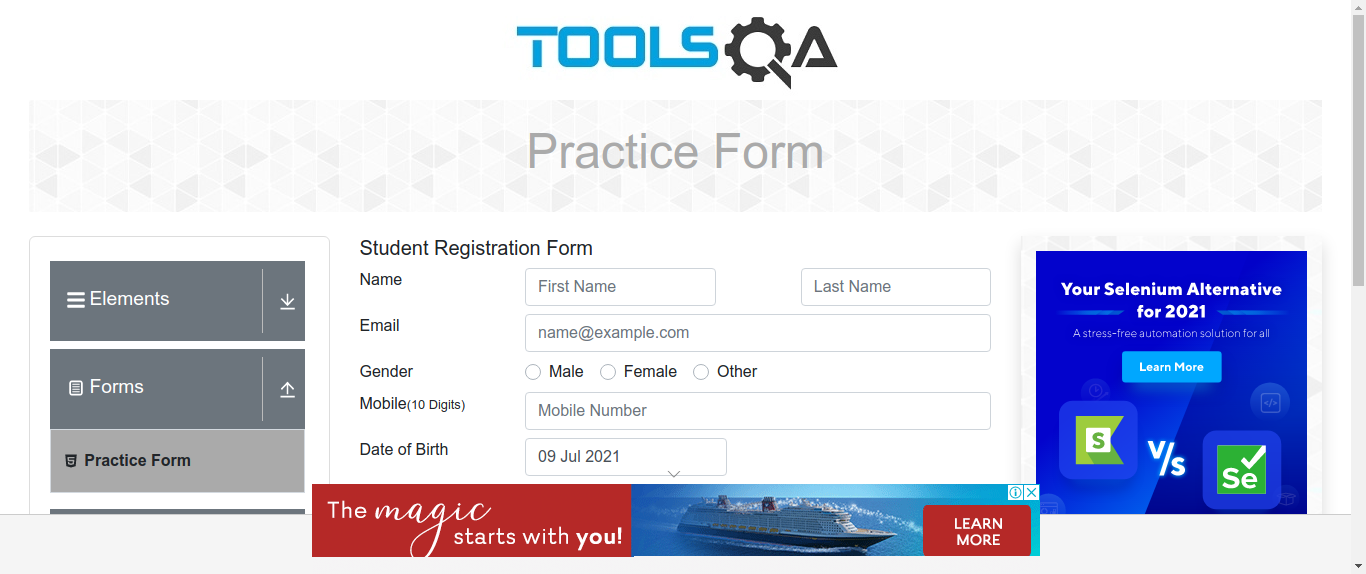 TOOLSQA
Practice Form
Elements
Forms
Practice Form
Student Registration Form
Name
First Name
Last Name
Email
name@example.com
Gender
Male
Female
Other
Mobile(10 Digits)
Mobile Number
Date of Birth
09 Jul 2021
Your Selenium Alternative
for 2021
A stress-free automation solution for all
Learn More
S
V/s
Se
The magic
starts with you!
LEARN
MORE